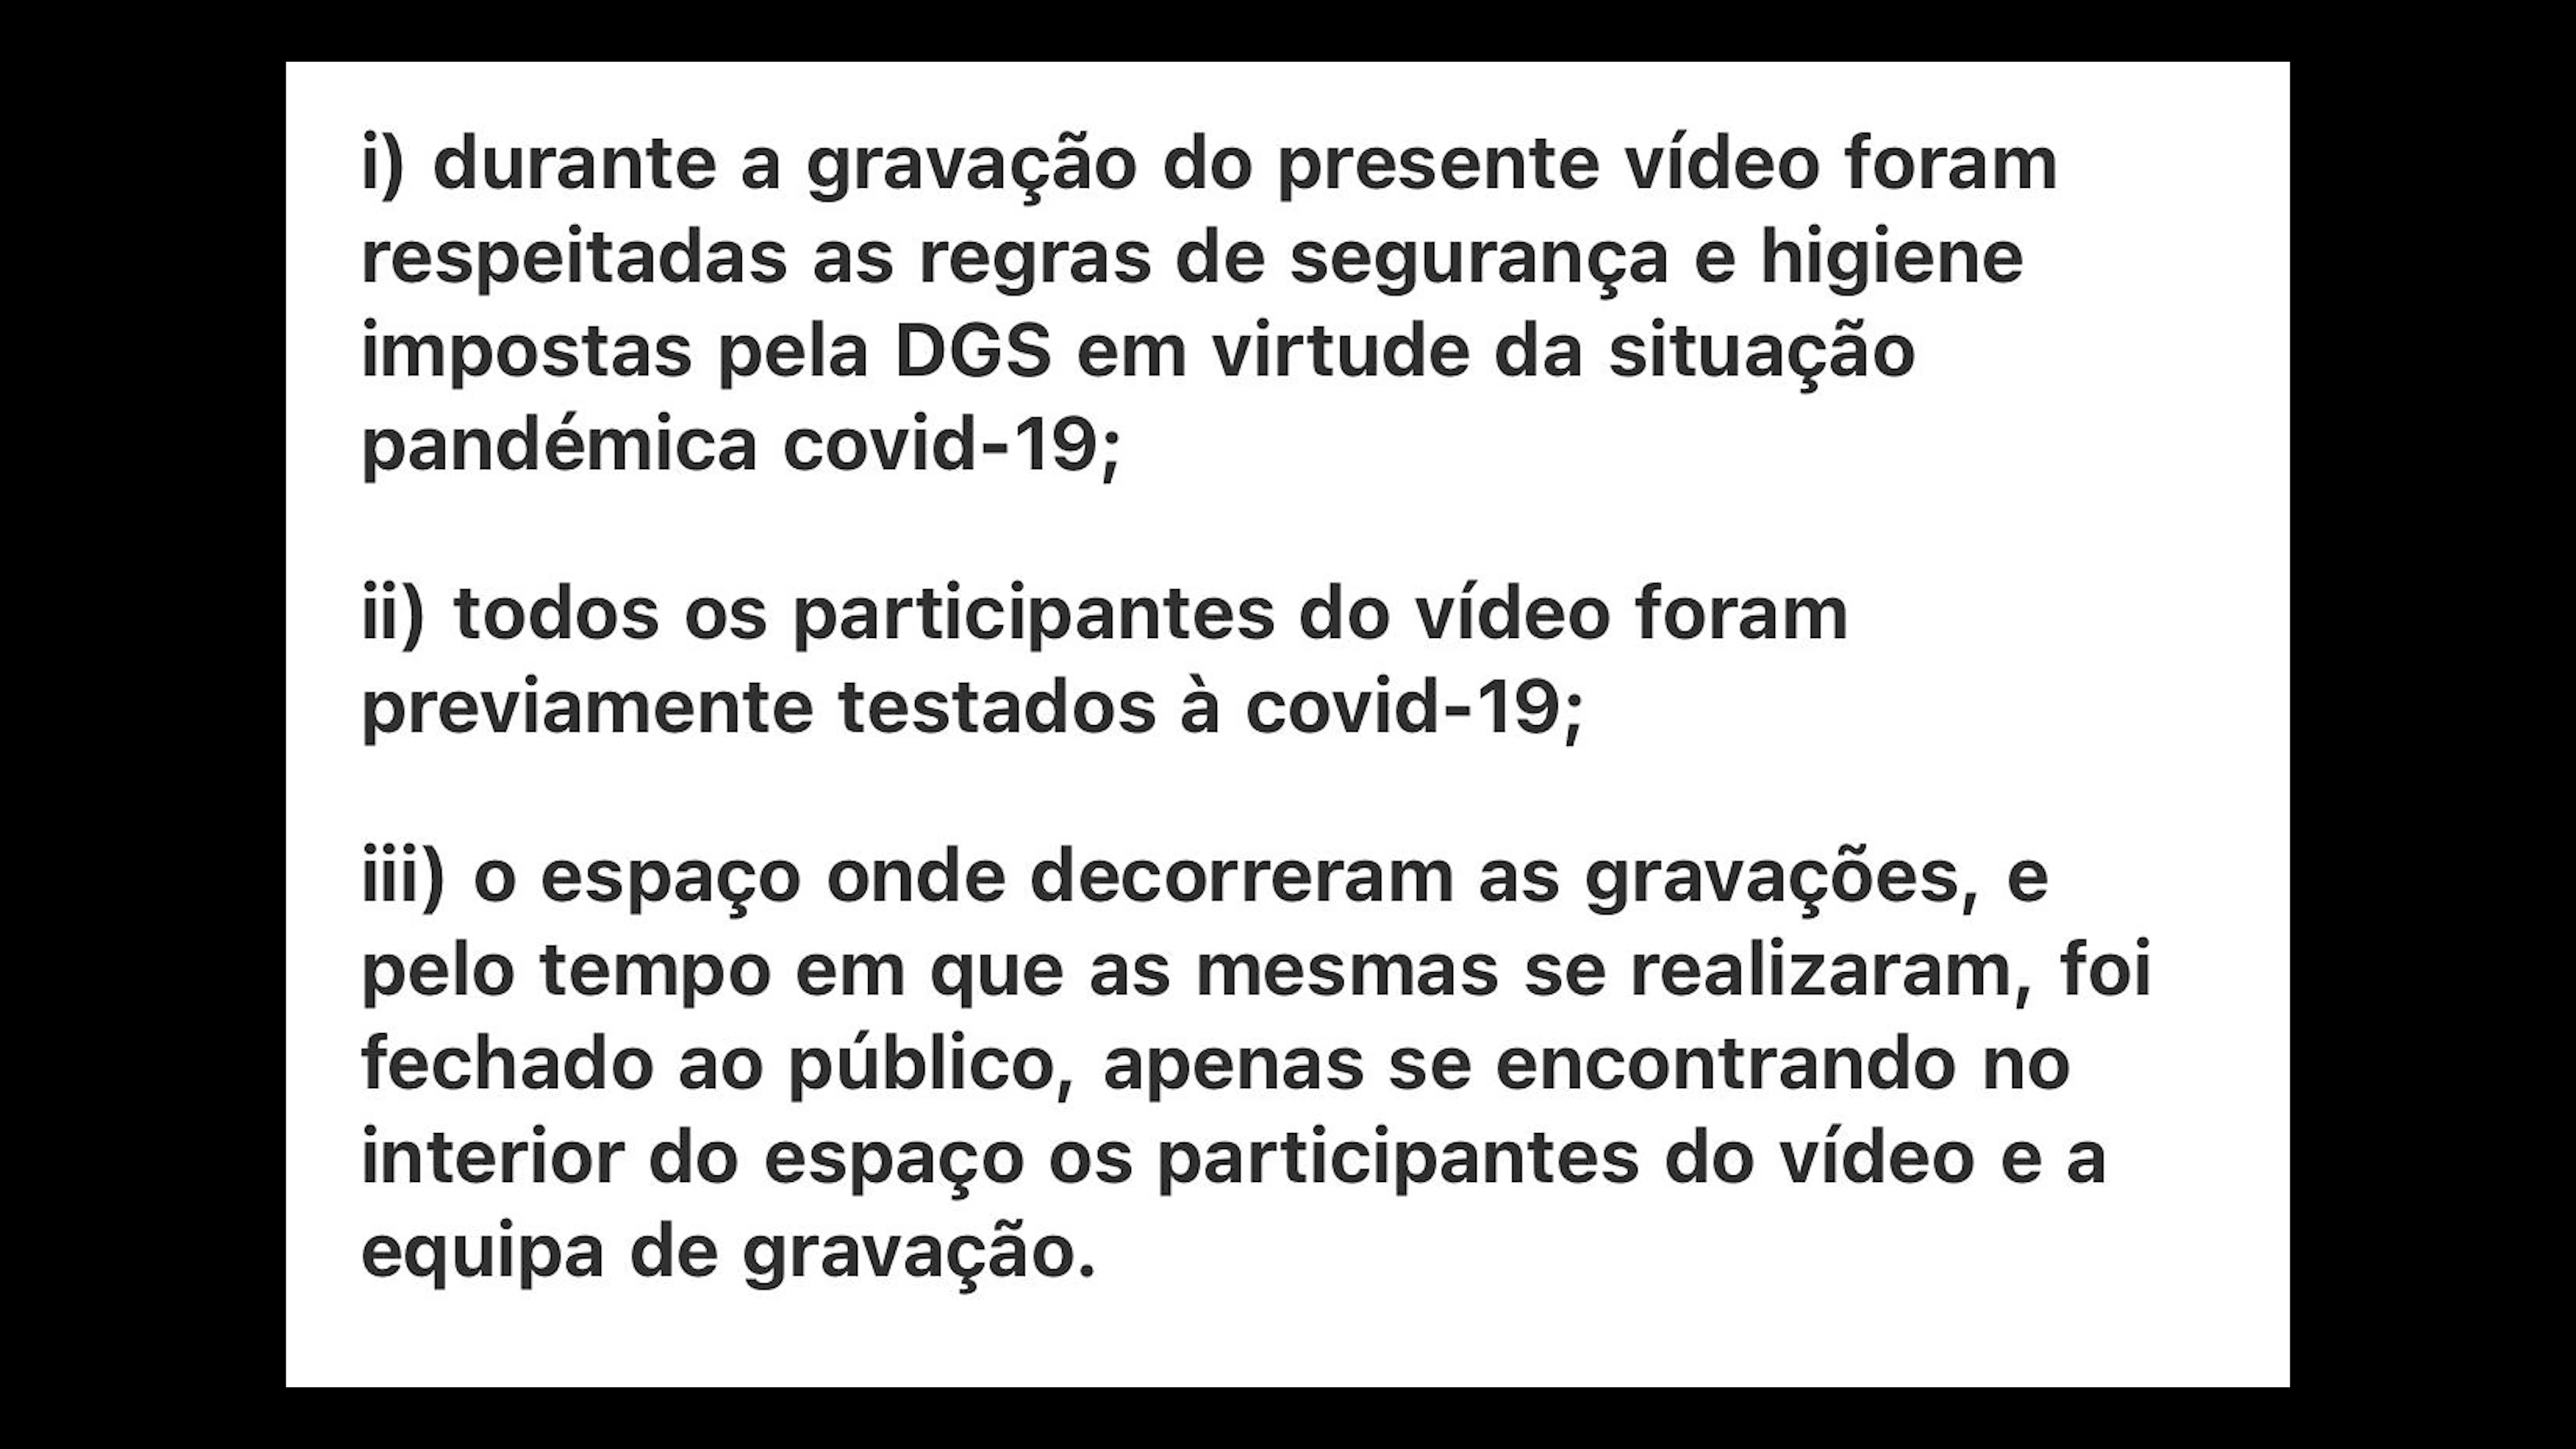 i) durante a gravação do presente vídeo foram
respeitadas as regras de segurança e higiene
impostas pela DGS em virtude da situação
pandémica covid-19;
ii) todos os participantes do vídeo foram
previamente testados à covid-19;
iii) o espaço onde decorreram as gravações, e
pelo tempo em que as mesmas se realizaram, foi
fechado ao público, apenas se encontrando no
interior do espaço os participantes do vídeo e a
equipa de gravação.